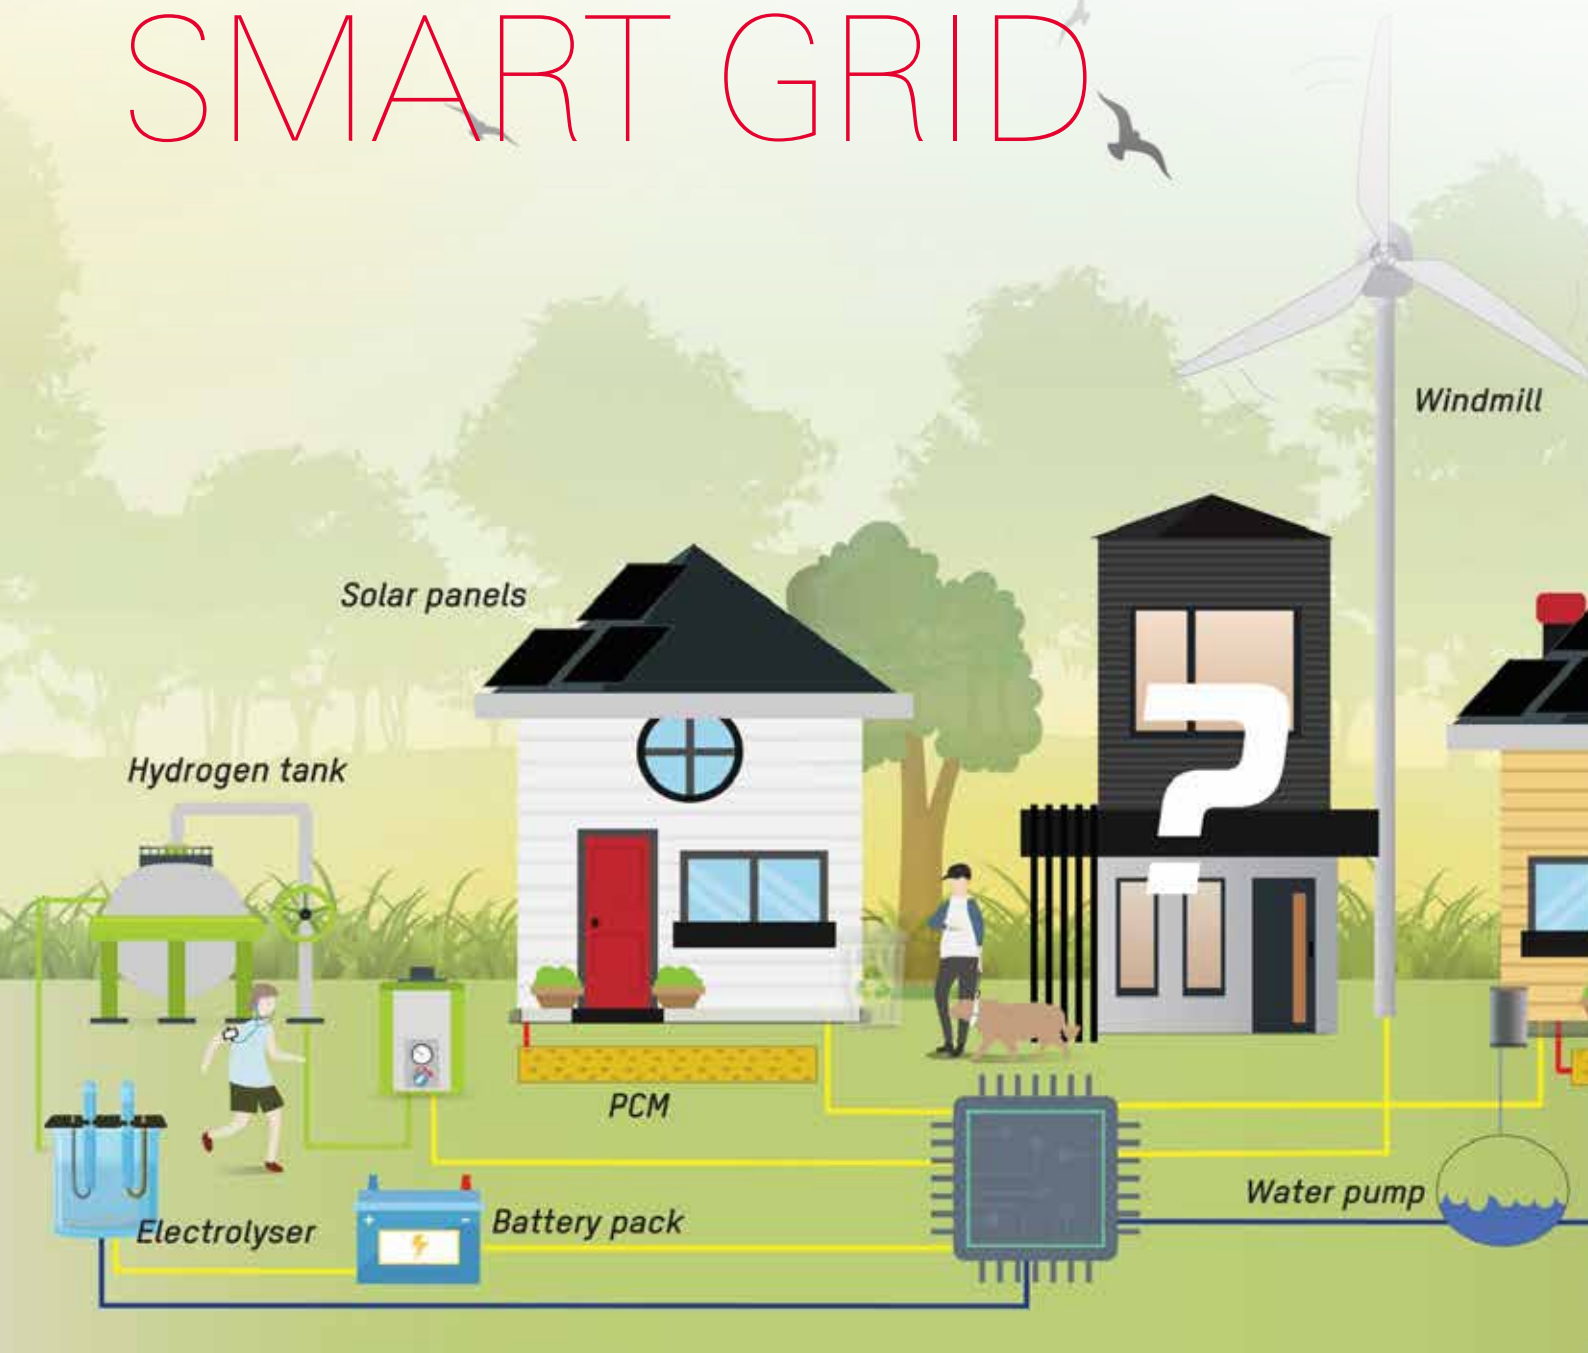 SMART GRID
Windmill
Solar panels
Hydrogen tank
?
PCM
Water pump
Electrolyser
Battery pack
+ -